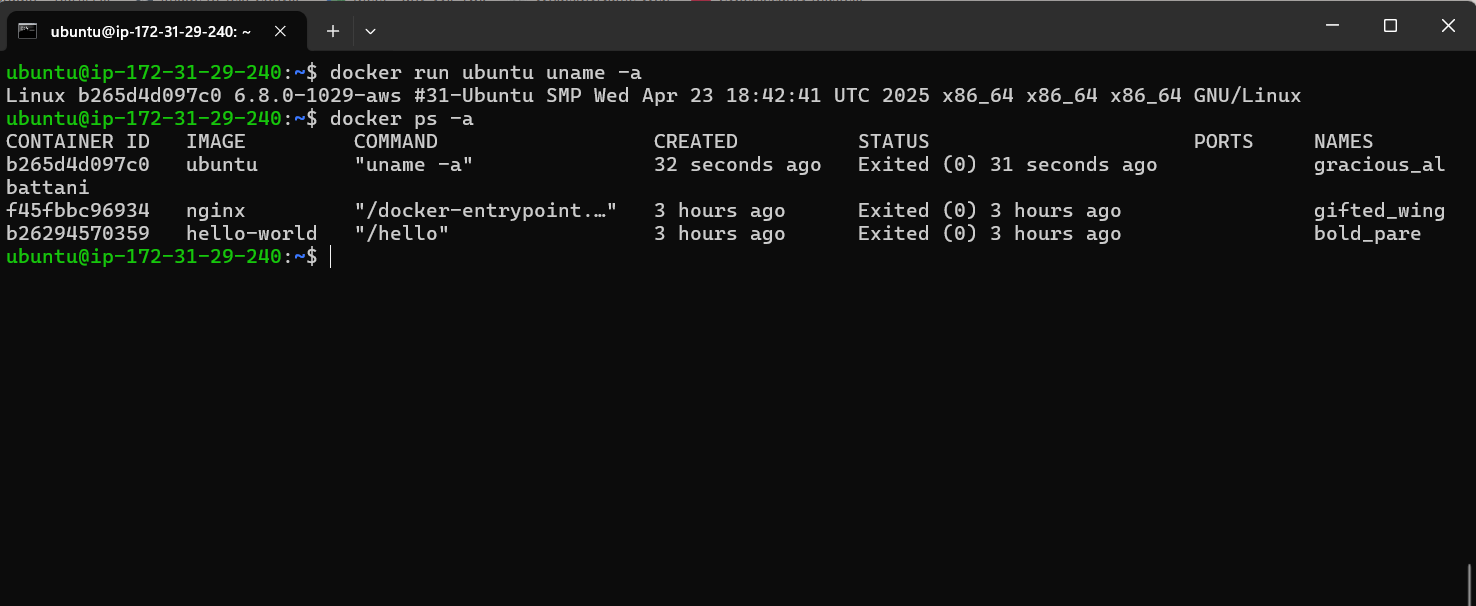 ubuntu@ip-172-31-29-240: ~
ubuntu@ip-172-31-29-240:~$ docker run ubuntu uname -a
Linux b265d4d097c0 6.8.0-1029-aws #31-Ubuntu SMP Wed Apr 23 18:42:41 UTC 2025 x86_64 x86_64 x86_64 GNU/Linux
ubuntu@ip-172-31-29-240:~$ docker ps -a
CONTAINER ID   IMAGE         COMMAND                  CREATED          STATUS                      PORTS     NAMES
b265d4d097c0   ubuntu        "uname -a"               32 seconds ago   Exited (0) 31 seconds ago             gracious_al
battani
f45fbbc96934   nginx         "/docker-entrypoint.…"   3 hours ago      Exited (0) 3 hours ago                gifted_wing
b26294570359   hello-world   "/hello"                 3 hours ago      Exited (0) 3 hours ago                bold_pare
ubuntu@ip-172-31-29-240:~$